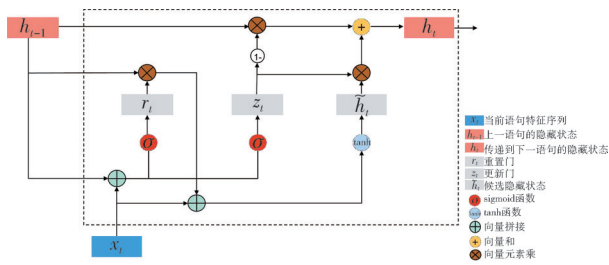 h_{t-1}
h_t
1-
r_t
z_t
h̃_t
σ
σ
tanh
x_t
x_t 当前语句特征序列
h_{t-1} 上一语句的隐藏状态
h_t 传递到下一语句的隐藏状态
r_t 重置门
z_t 更新门
h̃_t 候选隐藏状态
σ sigmoid函数
tanh tanh函数
向量拼接
+ 向量和
向量元素乘